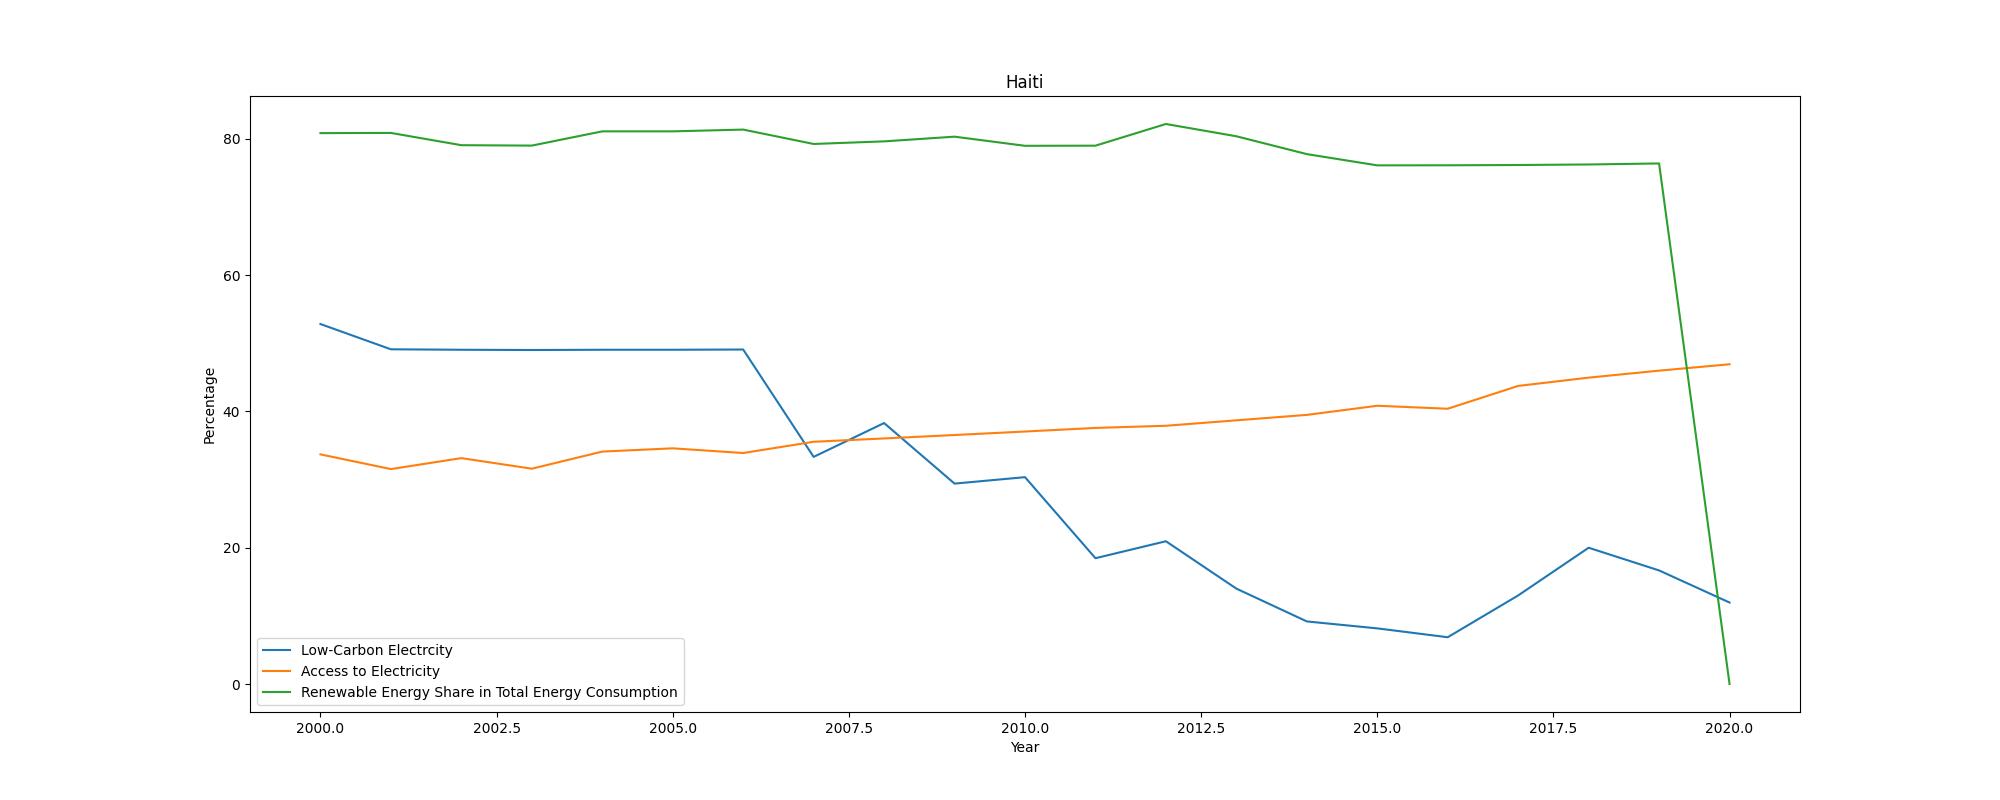 Haiti
80
60
40
20
0
Percentage
Low-Carbon Electrcity
Access to Electricity
Renewable Energy Share in Total Energy Consumption
2000.0 2002.5 2005.0 2007.5 2010.0 2012.5 2015.0 2017.5 2020.0
Year